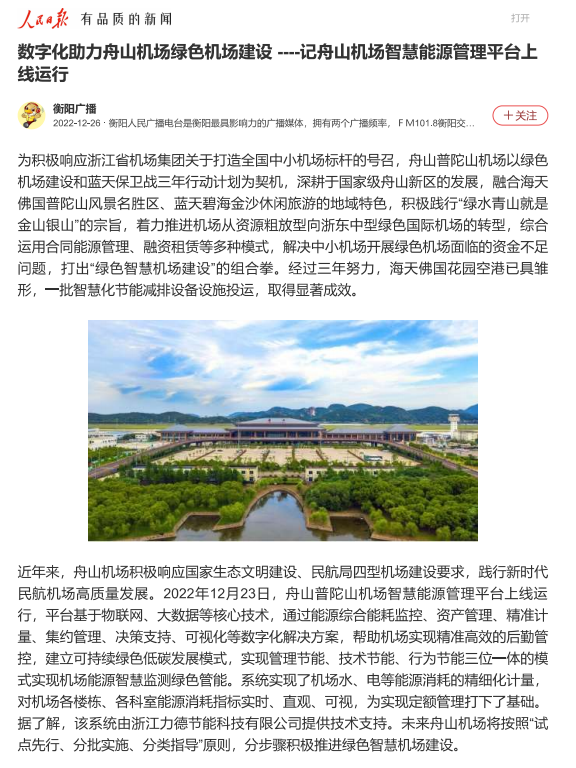 人民日报 有品质的新闻 打开
数字化助力舟山机场绿色机场建设 ----记舟山机场智慧能源管理平台上
线运行
衡阳广播
2022-12-26 · 衡阳人民广播电台是衡阳最具影响力的广播媒体，拥有两个广播频率，ＦM101.8衡阳交...
＋关注
为积极响应浙江省机场集团关于打造全国中小机场标杆的号召，舟山普陀山机场以绿色
机场建设和蓝天保卫战三年行动计划为契机，深耕于国家级舟山新区的发展，融合海天
佛国普陀山风景名胜区、蓝天碧海金沙休闲旅游的地域特色，积极践行“绿水青山就是
金山银山”的宗旨，着力推进机场从资源粗放型向浙东中型绿色国际机场的转型，综合
运用合同能源管理、融资租赁等多种模式，解决中小机场开展绿色机场面临的资金不足
问题，打出“绿色智慧机场建设”的组合拳。经过三年努力，海天佛国花园空港已具雏
形，一批智慧化节能减排设备设施投运，取得显著成效。
近年来，舟山机场积极响应国家生态文明建设、民航局四型机场建设要求，践行新时代
民航机场高质量发展。2022年12月23日，舟山普陀山机场智慧能源管理平台上线运
行，平台基于物联网、大数据等核心技术，通过能源综合能耗监控、资产管理、精准计
量、集约管理、决策支持、可视化等数字化解决方案，帮助机场实现精准高效的后勤管
控，建立可持续绿色低碳发展模式，实现管理节能、技术节能、行为节能三位一体的模
式实现机场能源智慧监测绿色管能。系统实现了机场水、电等能源消耗的精细化计量，
对机场各楼栋、各科室能源消耗指标实时、直观、可视，为实现定额管理打下了基础。
据了解，该系统由浙江力德节能科技有限公司提供技术支持。未来舟山机场将按照“试
点先行、分批实施、分类指导”原则，分步骤积极推进绿色智慧机场建设。